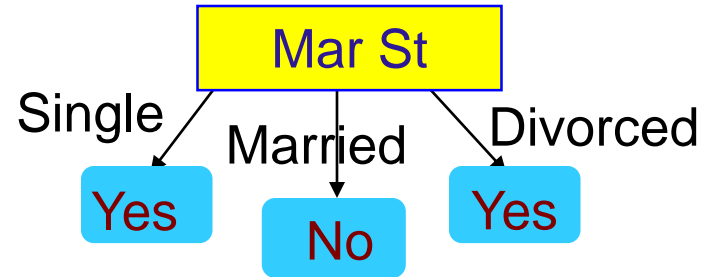 Mar St
Single
Married
Divorced
Yes
No
Yes